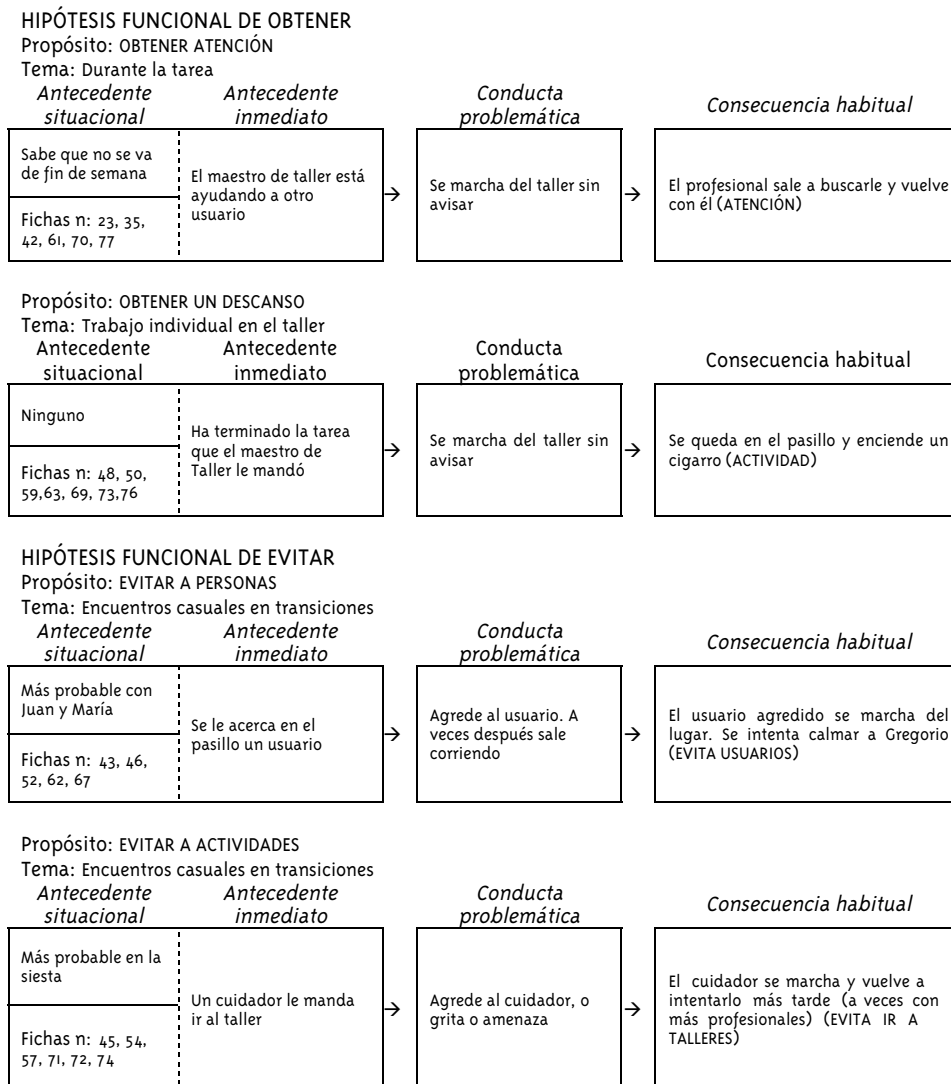 HIPÓTESIS FUNCIONAL DE OBTENER
Propósito: OBTENER ATENCIÓN
Tema: Durante la tarea
Antecedente situacional
Antecedente inmediato
Conducta problemática
Consecuencia habitual
Sabe que no se va
de fin de semana
Fichas n: 23, 35,
42, 61, 70, 77
El maestro de taller está
ayudando a otro
usuario
→
Se marcha del taller sin
avisar
→
El profesional sale a buscarle y vuelve
con él (ATENCIÓN)
Propósito: OBTENER UN DESCANSO
Tema: Trabajo individual en el taller
Antecedente situacional
Antecedente inmediato
Conducta problemática
Consecuencia habitual
Ninguno
Fichas n: 48, 50,
59,63, 69, 73,76
Ha terminado la tarea
que el maestro de
Taller le mandó
→
Se marcha del taller sin
avisar
→
Se queda en el pasillo y enciende un
cigarro (ACTIVIDAD)
HIPÓTESIS FUNCIONAL DE EVITAR
Propósito: EVITAR A PERSONAS
Tema: Encuentros casuales en transiciones
Antecedente situacional
Antecedente inmediato
Conducta problemática
Consecuencia habitual
Más probable con
Juan y María
Fichas n: 43, 46,
52, 62, 67
Se le acerca en el
pasillo un usuario
→
Agrede al usuario. A
veces después sale
corriendo
→
El usuario agredido se marcha del
lugar. Se intenta calmar a Gregorio
(EVITA USUARIOS)
Propósito: EVITAR A ACTIVIDADES
Tema: Encuentros casuales en transiciones
Antecedente situacional
Antecedente inmediato
Conducta problemática
Consecuencia habitual
Más probable en la
siesta
Fichas n: 45, 54,
57, 71, 72, 74
Un cuidador le manda
ir al taller
→
Agrede al cuidador, o
grita o amenaza
→
El cuidador se marcha y vuelve a
intentarlo más tarde (a veces con
más profesionales) (EVITA IR A
TALLERES)